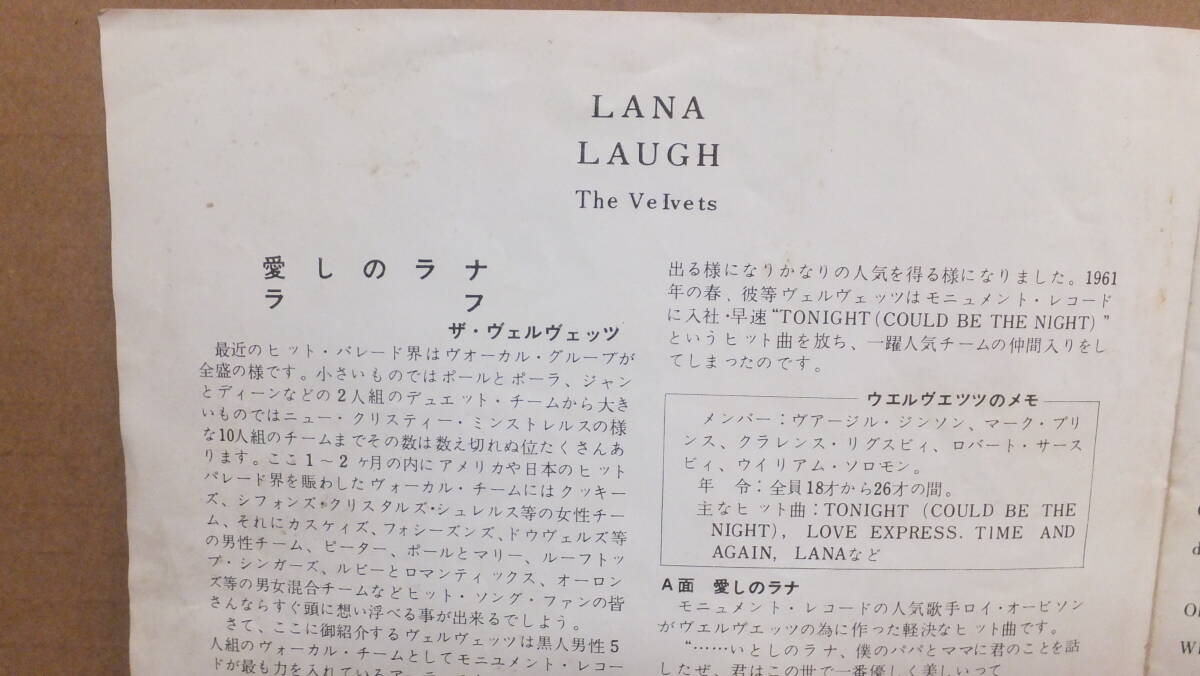 LANA
LAUGH
The Velvets
愛しのラナ
ラフ
ザ・ヴェルヴェッツ
最近のヒット・パレード界はヴォーカル・グループが
全盛の様です。小さいものではポールとポーラ、ジャン
とディーンなどの2人組のデュエット・チームから大き
いものではニュー・クリスティー・ミンストレルスの様
な10人組のチームまでその数は数え切れぬ位たくさんあ
ります。ここ1〜2ヶ月の内にアメリカや日本のヒット
パレード界を賑わしたヴォーカル・チームにはクッキー
ズ、シフォンズ・クリスタルズ・シュレルス等の女性チー
ム、それにカスケイズ、フォシーズンズ、ドウヴェルズ等
の男性チーム、ピーター、ポールとマリー、ルーフトッ
プ・シンガーズ、ルビーとロマンティックス、オーロン
ズ等の男女混合チームなどヒット・ソング・ファンの皆
さんならすぐ頭に想い浮べる事が出来るでしよう。
さて、ここに御紹介するヴェルヴェッツは黒人男性5
人組のヴォーカル・チームとしてモニュメント・レコー
ドが最も力を入れている
出る様になりかなりの人気を得る様になりました。1961
年の春、彼等ヴェルヴェッツはモニュメント・レコード
に入社・早速“TONIGHT (COULD BE THE NIGHT)”
というヒット曲を放ち、一躍人気チームの仲間入りをし
てしまったのです。
ウエルヴエツツのメモ
メンバー：ヴアージル・ジンソン、マーク・プリ
ンス、クラレンス・リグスビィ、ロバート・サース
ビィ、ウイリアム・ソロモン。
年　令：全員18才から26才の間。
主なヒット曲：TONIGHT (COULD BE THE
NIGHT), LOVE EXPRESS. TIME AND
AGAIN, LANAなど
A面　愛しのラナ
モニュメント・レコードの人気歌手ロイ・オービソン
がヴエルヴエッツの為に作った軽決なヒット曲です。
“……いとしのラナ、僕のパパとママに君のことを話
したぜ、君はこの世で一番優しく美しいって